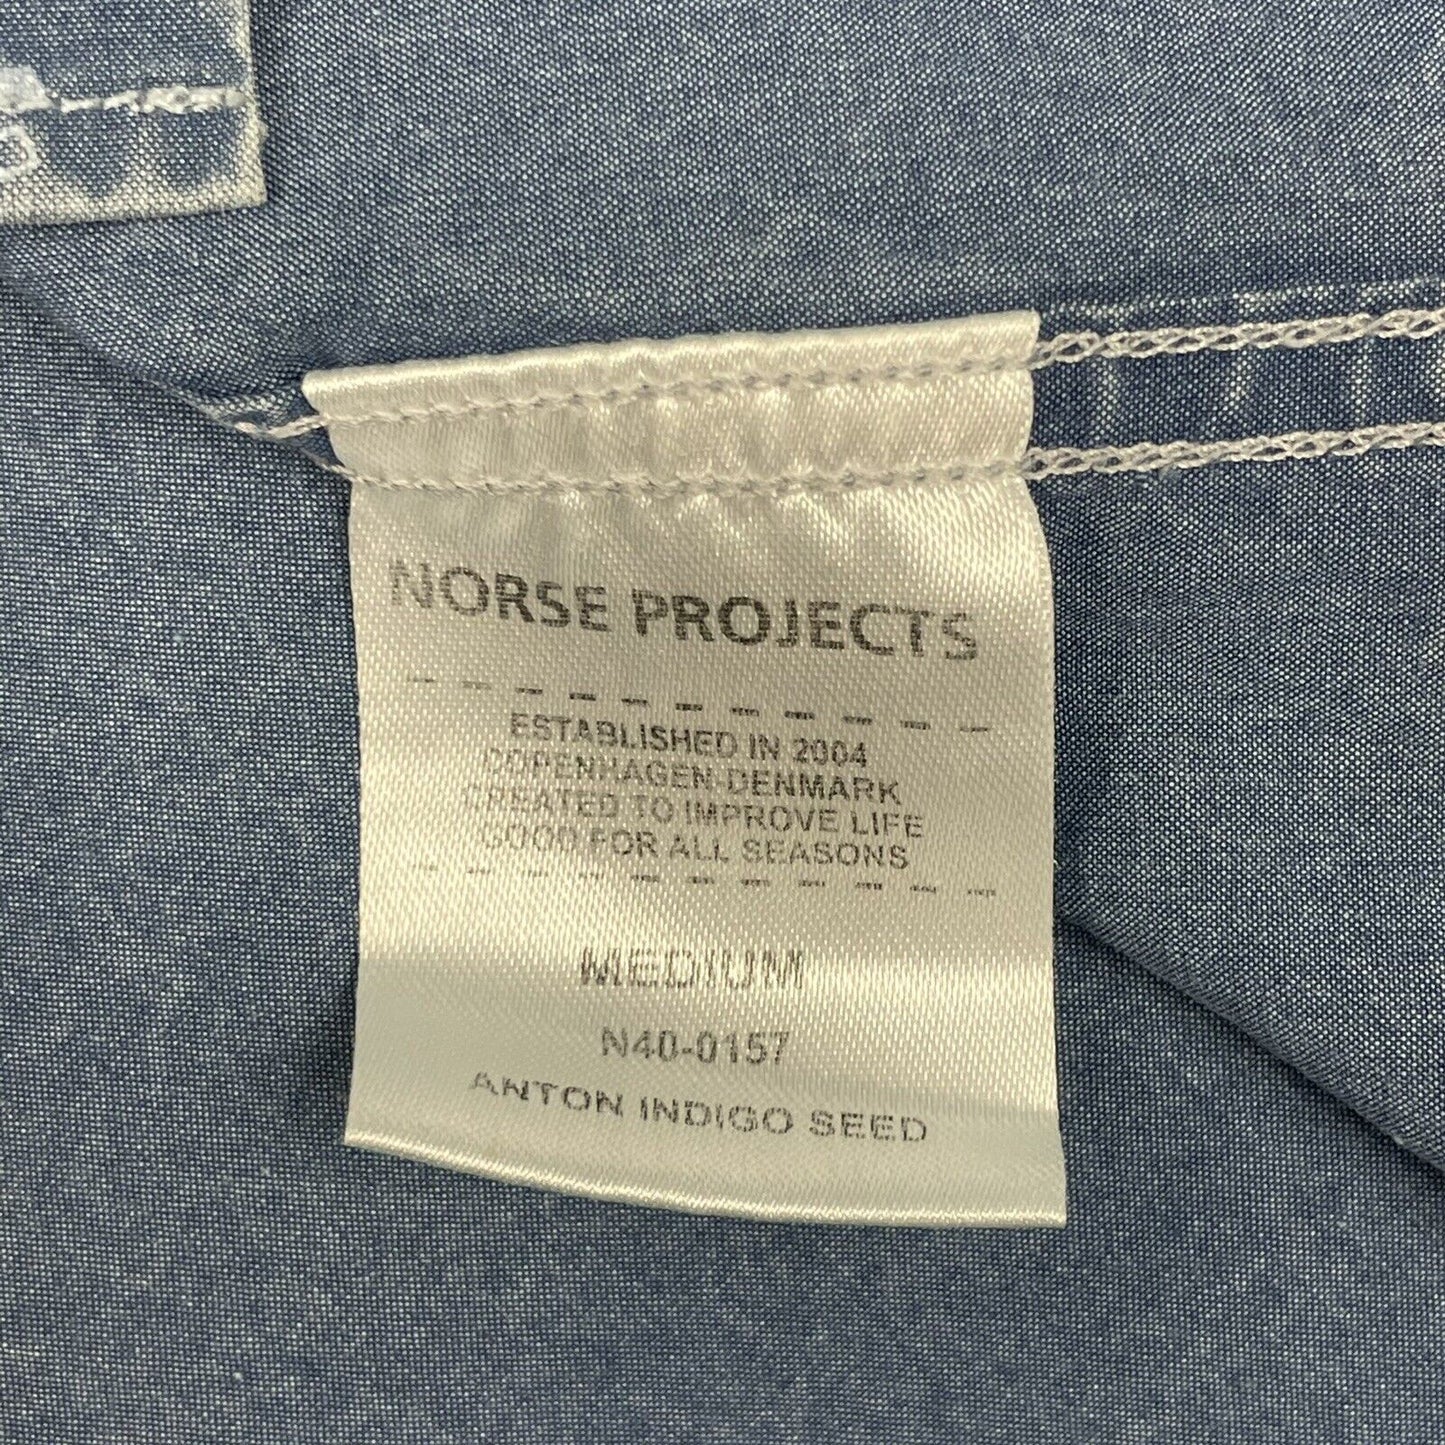 NORSE PROJECTS
ESTABLISHED IN 2004
COPENHAGEN-DENMARK
CREATED TO IMPROVE LIFE
GOOD FOR ALL SEASONS
MEDIUM
N40-0157
ANTON INDIGO SEED